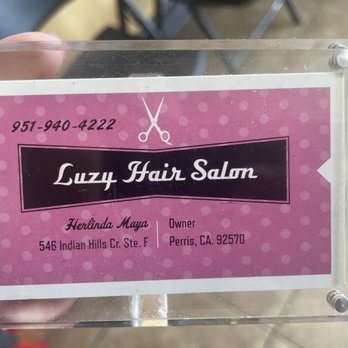 951-940-4222
Luzy Hair Salon
Herlinda Maya | Owner
546 Indian Hills Cr. Ste. F | Perris, CA. 92570